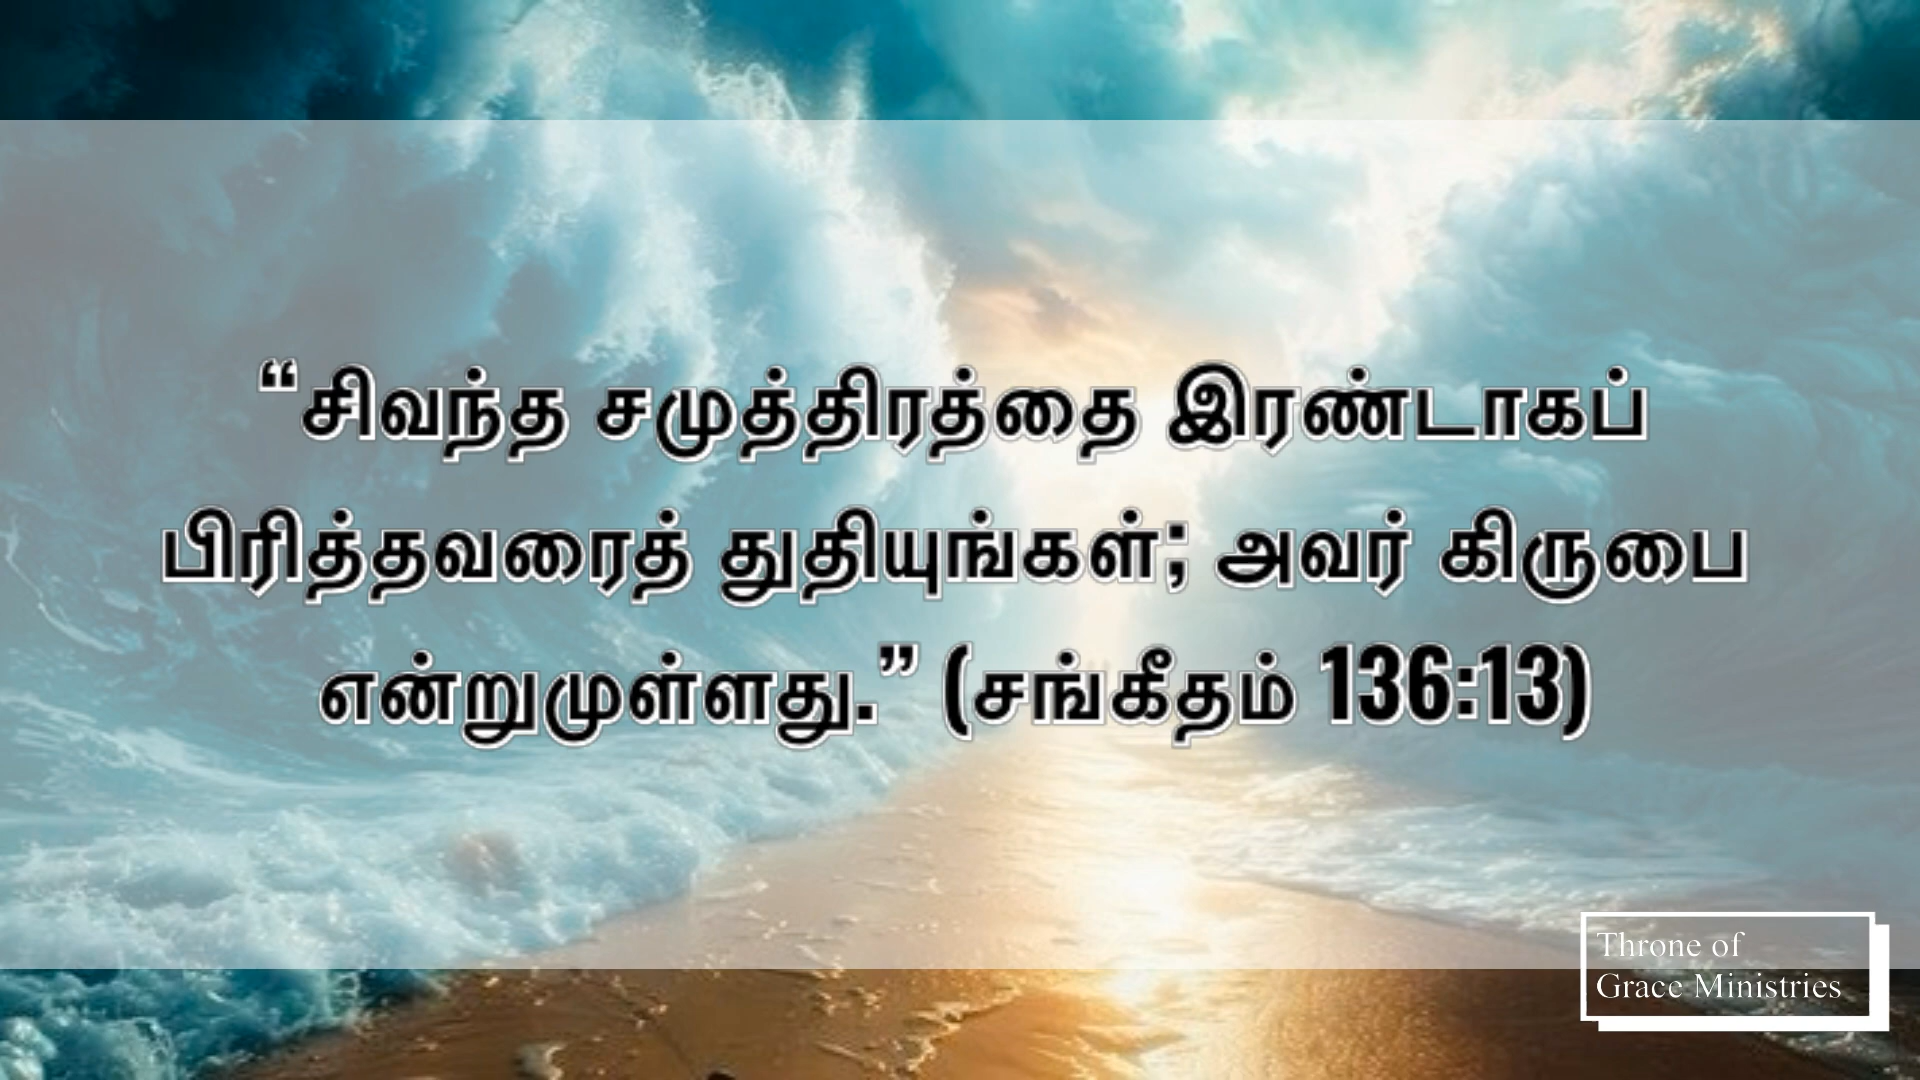 “சிவந்த சமுத்திரத்தை இரண்டாகப்
பிரித்தவரைத் துதியுங்கள்; அவர் கிருபை
என்றுமுள்ளது.” (சங்கீதம் 136:13)
Throne of
Grace Ministries